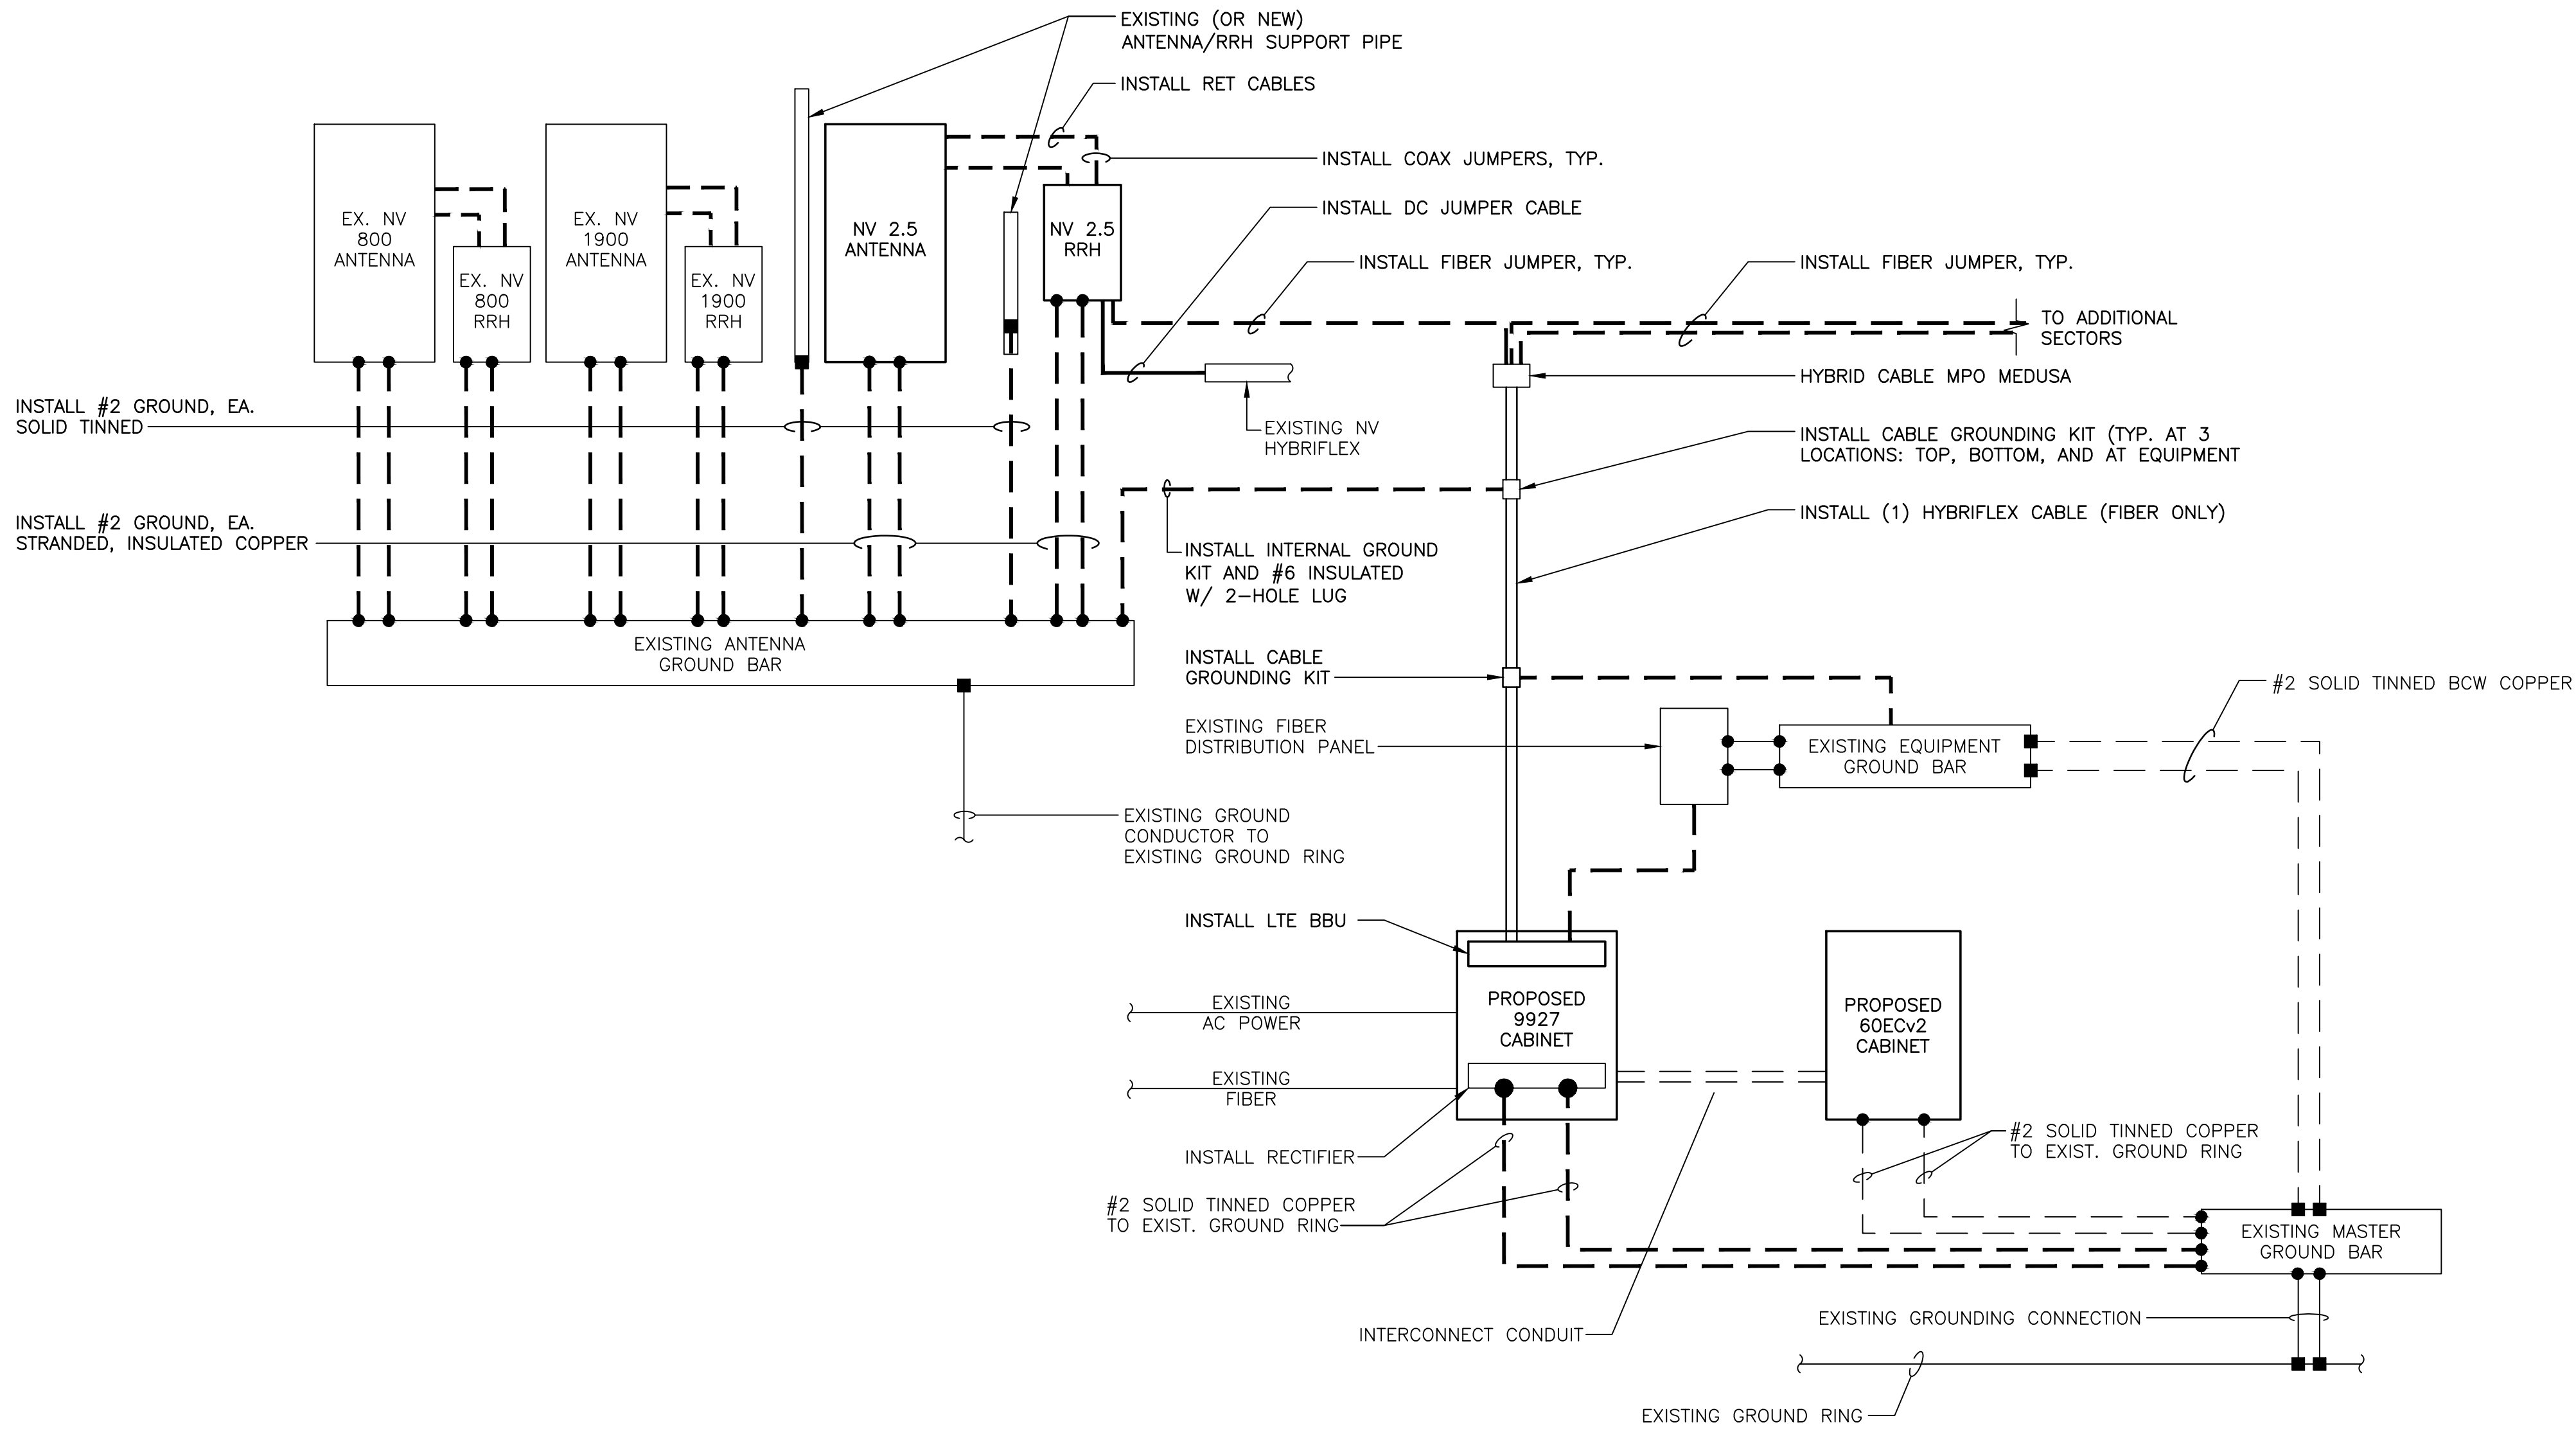 EXISTING (OR NEW)
ANTENNA/RRH SUPPORT PIPE
INSTALL RET CABLES
INSTALL COAX JUMPERS, TYP.
INSTALL DC JUMPER CABLE
INSTALL FIBER JUMPER, TYP.
INSTALL FIBER JUMPER, TYP.
EX. NV
800
ANTENNA
EX. NV
800
RRH
EX. NV
1900
ANTENNA
EX. NV
1900
RRH
NV 2.5
ANTENNA
NV 2.5
RRH
TO ADDITIONAL
SECTORS
HYBRID CABLE MPO MEDUSA
EXISTING NV
HYBRIFLEX
INSTALL #2 GROUND, EA.
SOLID TINNED
INSTALL CABLE GROUNDING KIT (TYP. AT 3
LOCATIONS: TOP, BOTTOM, AND AT EQUIPMENT
INSTALL (1) HYBRIFLEX CABLE (FIBER ONLY)
INSTALL #2 GROUND, EA.
STRANDED, INSULATED COPPER
INSTALL INTERNAL GROUND
KIT AND #6 INSULATED
W/ 2-HOLE LUG
EXISTING ANTENNA
GROUND BAR
INSTALL CABLE
GROUNDING KIT
#2 SOLID TINNED BCW COPPER
EXISTING FIBER
DISTRIBUTION PANEL
EXISTING EQUIPMENT
GROUND BAR
EXISTING GROUND
CONDUCTOR TO
EXISTING GROUND RING
INSTALL LTE BBU
EXISTING
AC POWER
PROPOSED
9927
CABINET
PROPOSED
60ECv2
CABINET
EXISTING
FIBER
INSTALL RECTIFIER
#2 SOLID TINNED COPPER
TO EXIST. GROUND RING
#2 SOLID TINNED COPPER
TO EXIST. GROUND RING
EXISTING MASTER
GROUND BAR
INTERCONNECT CONDUIT
EXISTING GROUNDING CONNECTION
EXISTING GROUND RING